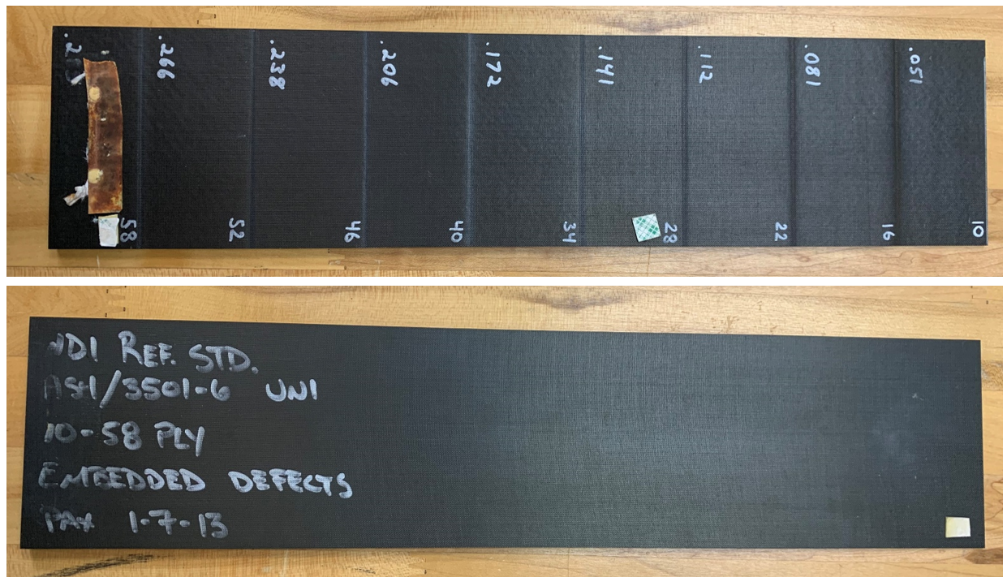 .266 .238 .206 .172 .141 .112 .081 .051
58 52 46 40 34 28 22 16 10
NDI REF. STD.
AS4/3501-6 UNI
10-58 PLY
EMBEDDED DEFECTS
1-7-13